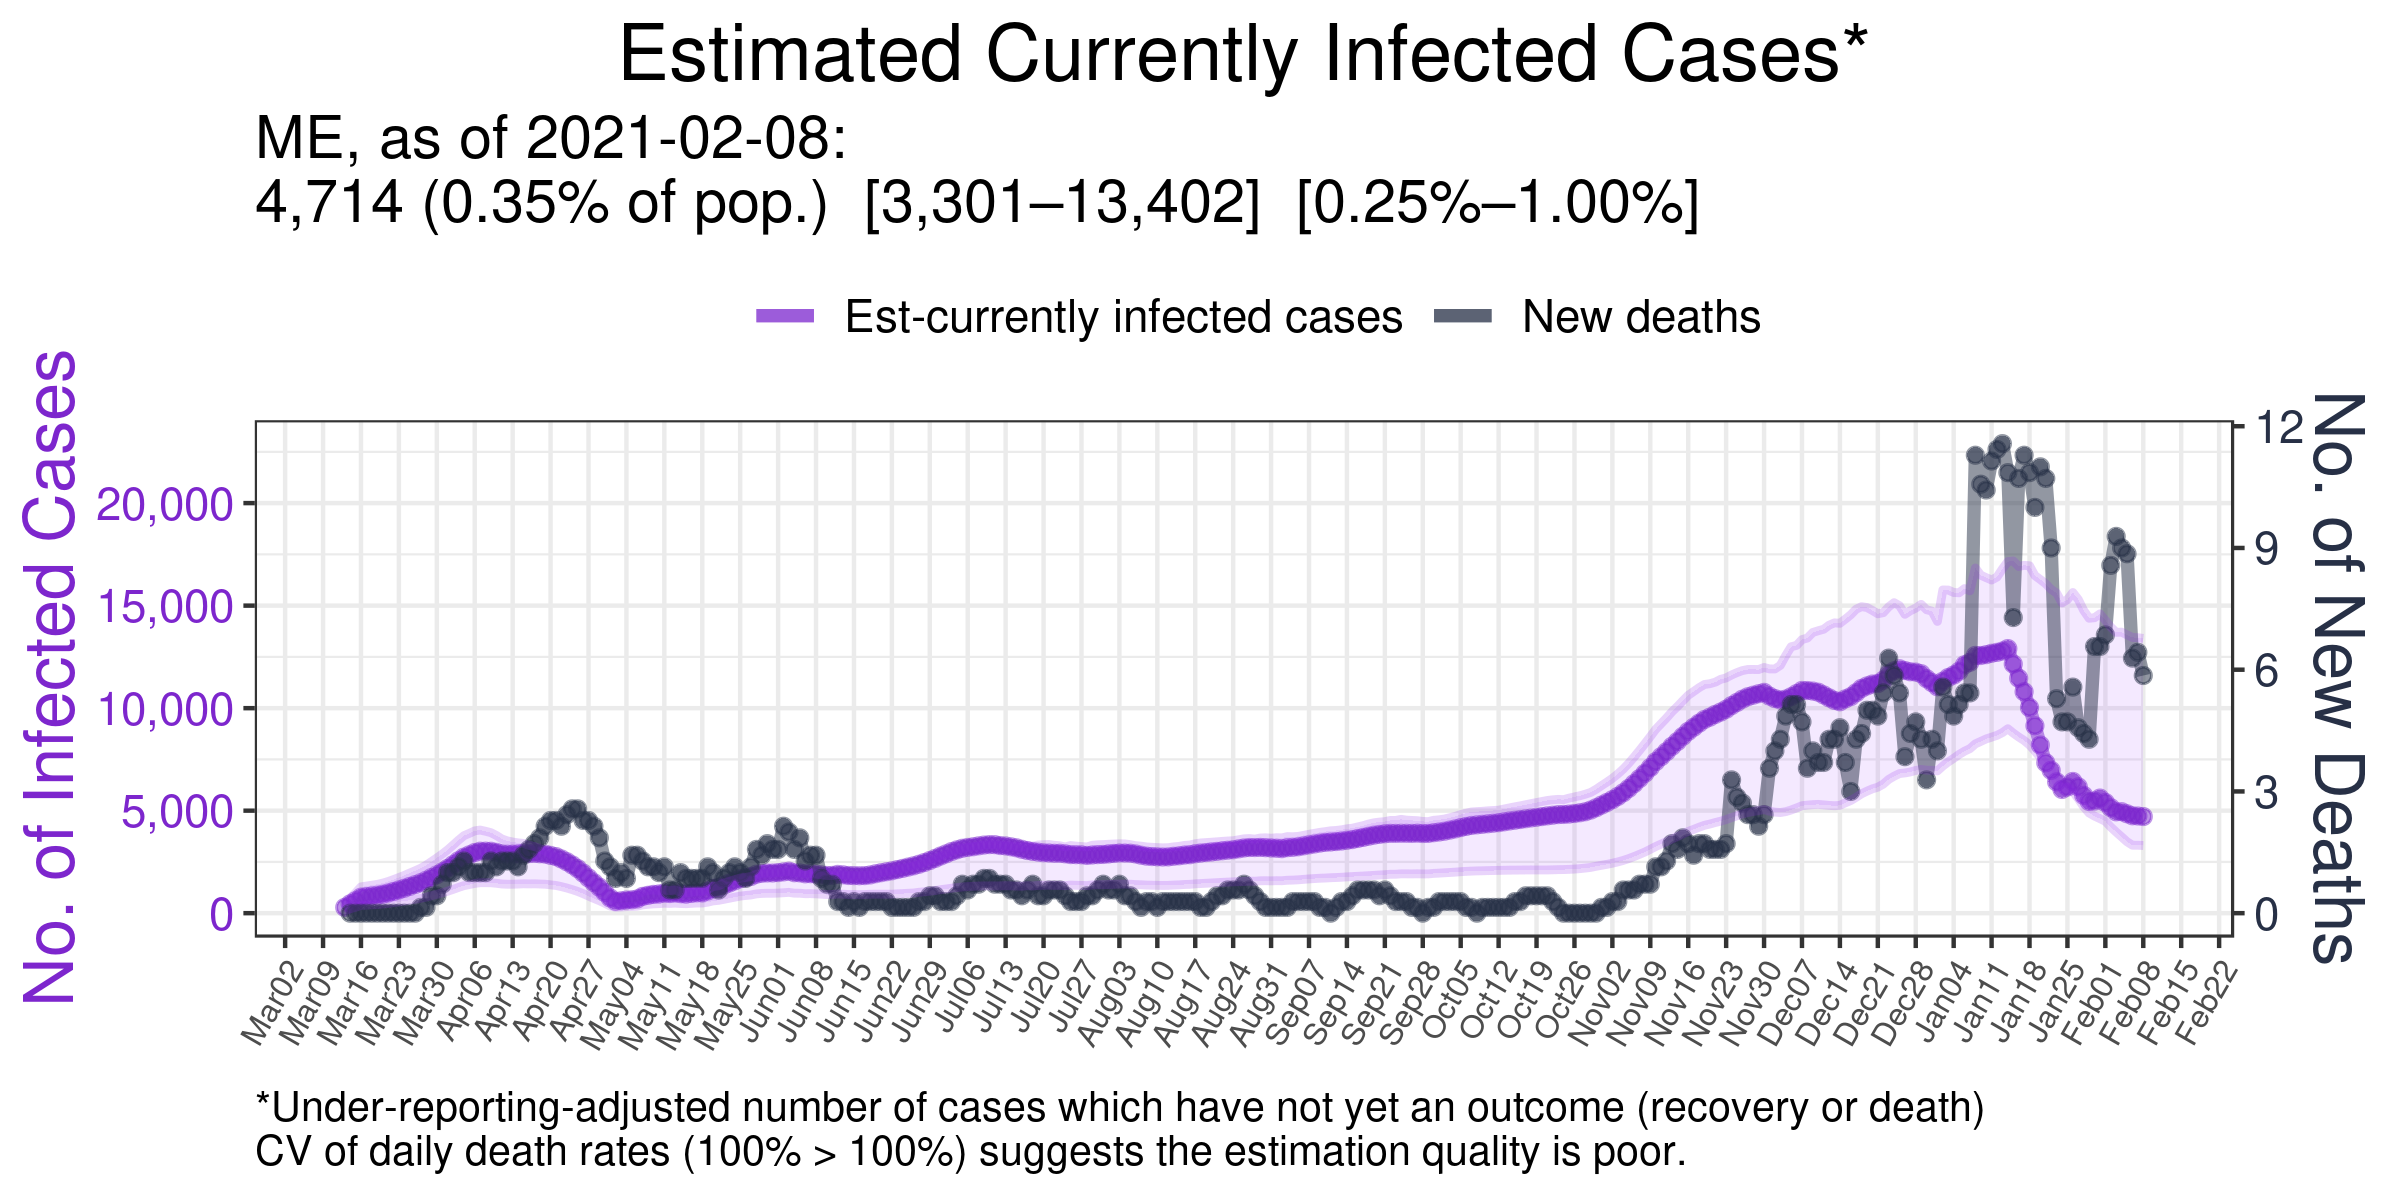 Estimated Currently Infected Cases*
ME, as of 2021-02-08:
4,714 (0.35% of pop.)  [3,301–13,402]  [0.25%–1.00%]
Est-currently infected cases
New deaths
No. of Infected Cases
20,000
15,000
10,000
5,000
0
12
9
6
3
0
No. of New Deaths
Mar02
Mar09
Mar16
Mar23
Mar30
Apr06
Apr13
Apr20
Apr27
May04
May11
May18
May25
Jun01
Jun08
Jun15
Jun22
Jun29
Jul06
Jul13
Jul20
Jul27
Aug03
Aug10
Aug17
Aug24
Aug31
Sep07
Sep14
Sep21
Sep28
Oct05
Oct12
Oct19
Oct26
Nov02
Nov09
Nov16
Nov23
Nov30
Dec07
Dec14
Dec21
Dec28
Jan04
Jan11
Jan18
Jan25
Feb01
Feb08
Feb15
Feb22
*Under-reporting-adjusted number of cases which have not yet an outcome (recovery or death)
CV of daily death rates (100% > 100%) suggests the estimation quality is poor.